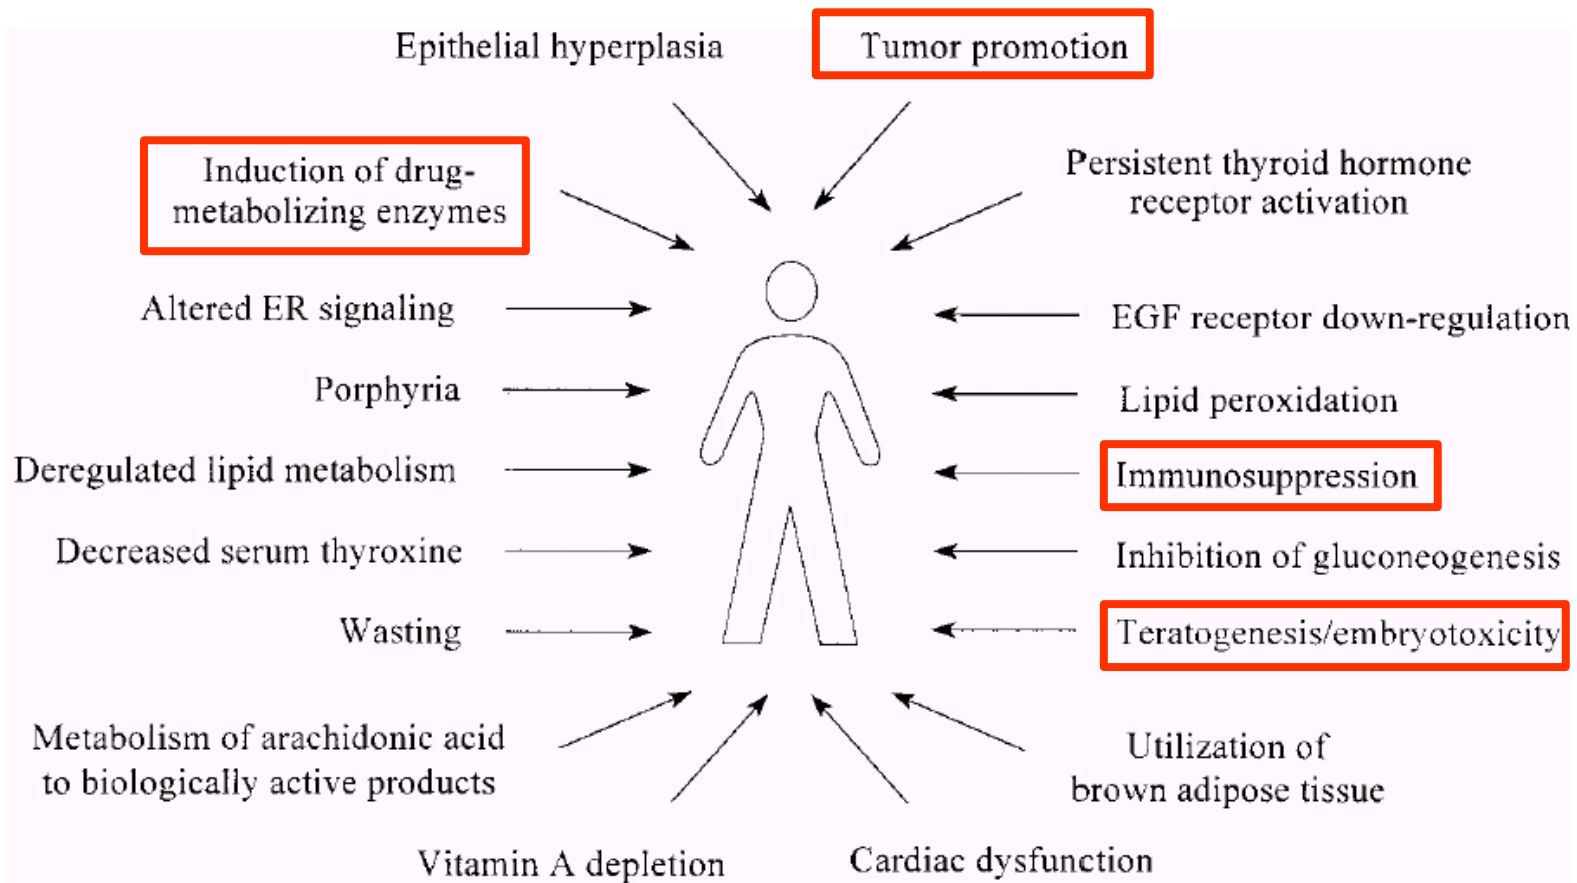 Epithelial hyperplasia
Tumor promotion
Induction of drug-
metabolizing enzymes
Persistent thyroid hormone
receptor activation
Altered ER signaling
EGF receptor down-regulation
Porphyria
Lipid peroxidation
Deregulated lipid metabolism
Immunosuppression
Decreased serum thyroxine
Inhibition of gluconeogenesis
Wasting
Teratogenesis/embryotoxicity
Metabolism of arachidonic acid
to biologically active products
Utilization of
brown adipose tissue
Vitamin A depletion
Cardiac dysfunction